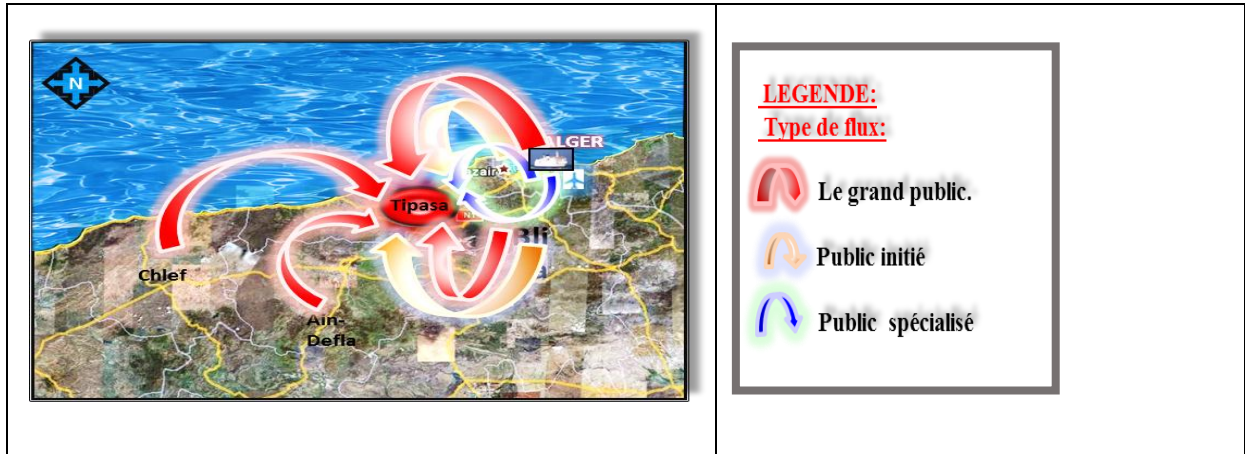 N
ALGER
Tipasa
Chlef
Ain-
Defla
LEGENDE:
Type de flux:
Le grand public.
Public initié
Public spécialisé